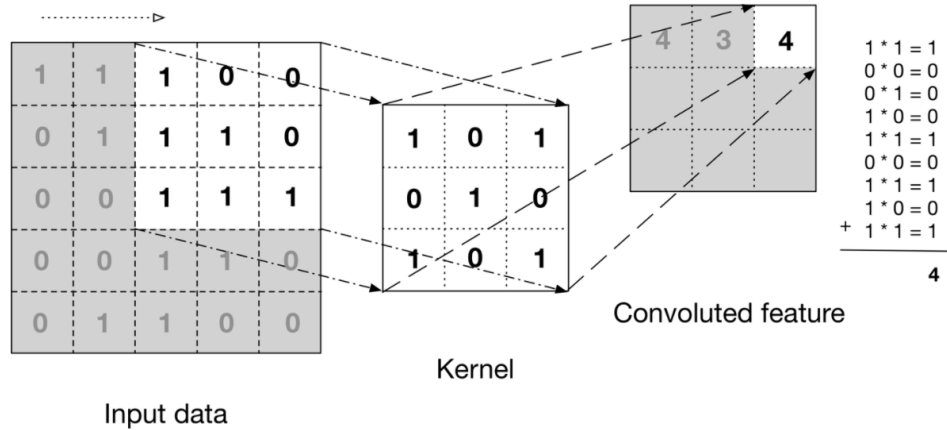 1 1 1 0 0
0 1 1 1 0
0 0 1 1 1
0 0 1 1 0
0 1 1 0 0
Input data
1 0 1
0 1 0
1 0 1
Kernel
4 3 4
Convoluted feature
1 * 1 = 1
0 * 0 = 0
0 * 1 = 0
1 * 0 = 0
1 * 1 = 1
0 * 0 = 0
1 * 1 = 1
1 * 0 = 0
+ 1 * 1 = 1
4